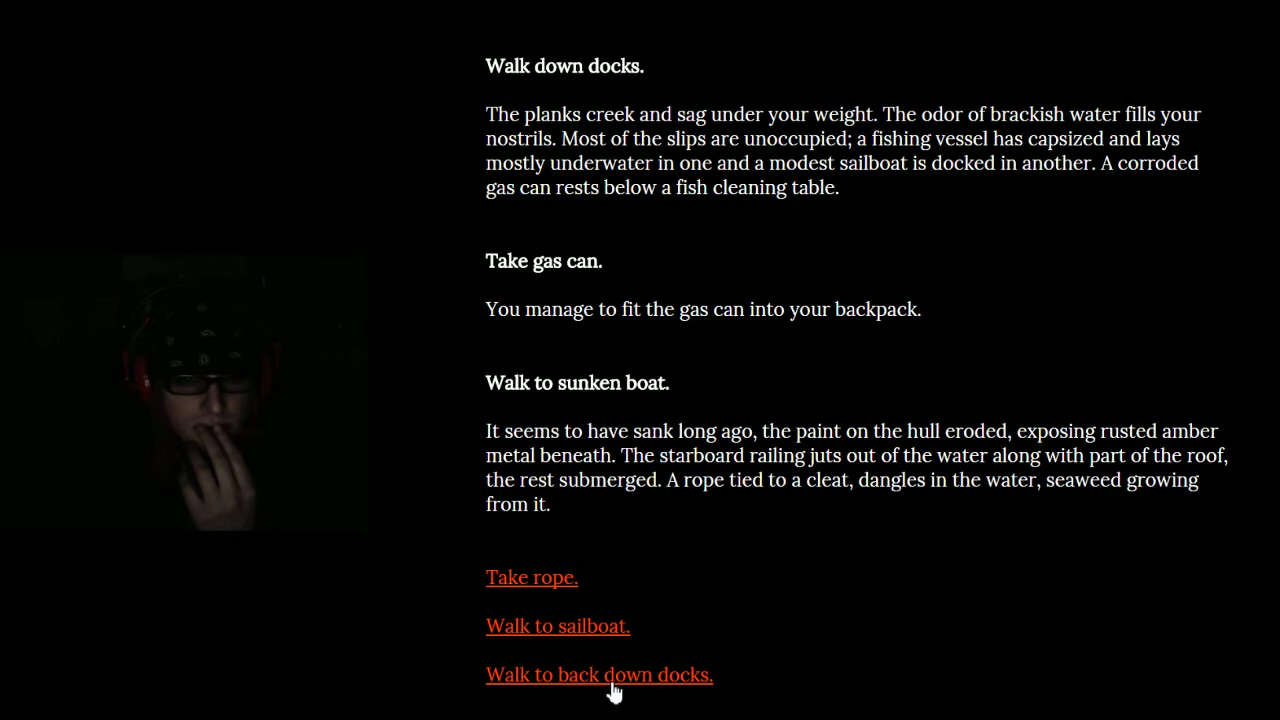 Walk down docks.
The planks creek and sag under your weight. The odor of brackish water fills your
nostrils. Most of the slips are unoccupied; a fishing vessel has capsized and lays
mostly underwater in one and a modest sailboat is docked in another. A corroded
gas can rests below a fish cleaning table.
Take gas can.
You manage to fit the gas can into your backpack.
Walk to sunken boat.
It seems to have sank long ago, the paint on the hull eroded, exposing rusted amber
metal beneath. The starboard railing juts out of the water along with part of the roof,
the rest submerged. A rope tied to a cleat, dangles in the water, seaweed growing
from it.
Take rope.
Walk to sailboat.
Walk to back down docks.